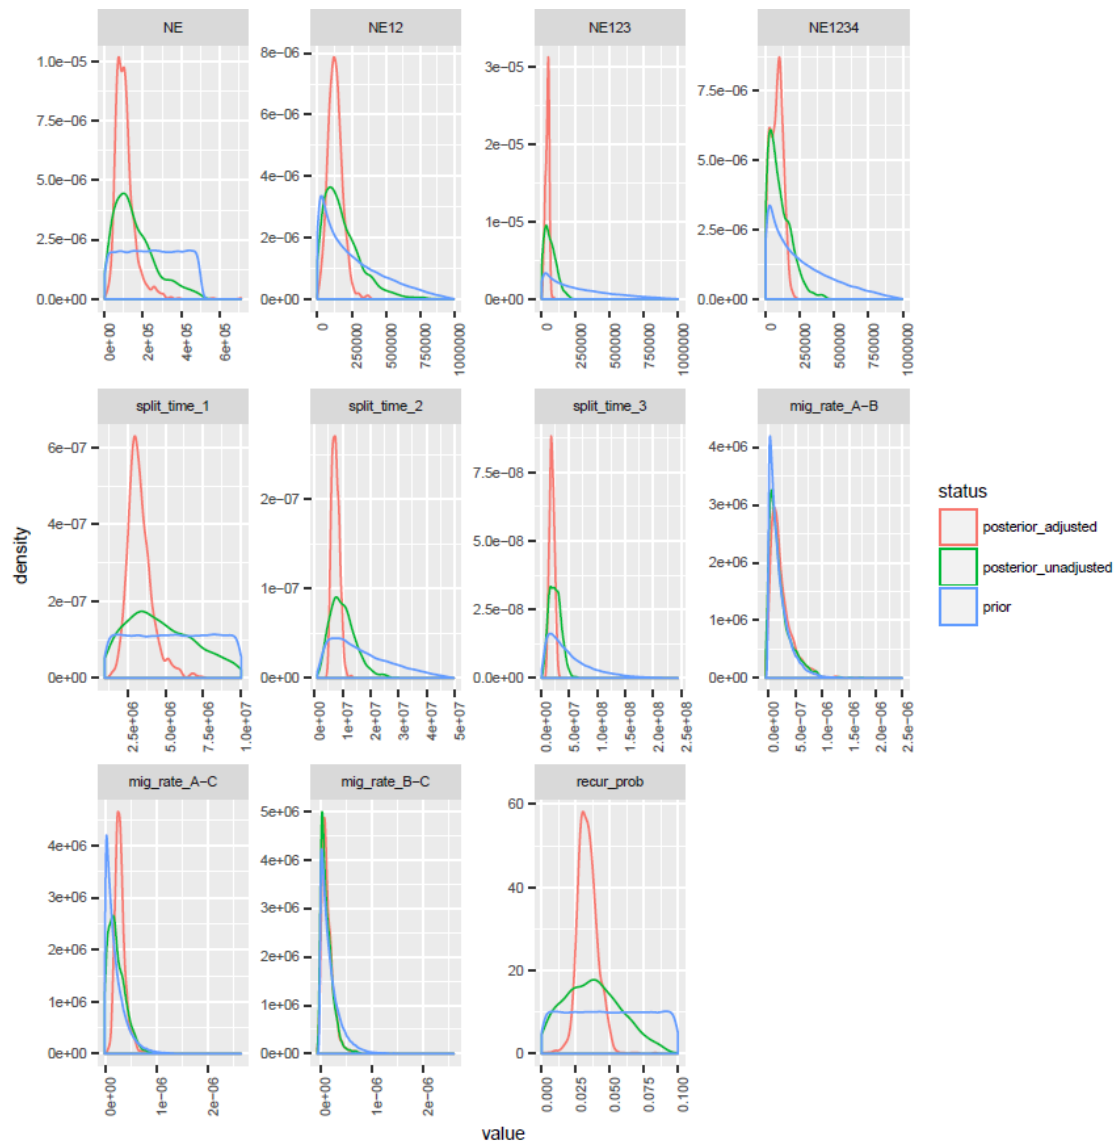 NE NE12 NE123 NE1234
1.0e-05
7.5e-06
5.0e-06
2.5e-06
0.0e+00
0e+00
2e+05
4e+05
6e+05
8e-06
6e-06
4e-06
2e-06
0e+00
0
250000
500000
750000
1000000
3e-05
2e-05
1e-05
0e+00
0
250000
500000
750000
1000000
7.5e-06
5.0e-06
2.5e-06
0.0e+00
0
250000
500000
750000
1000000
split_time_1 split_time_2 split_time_3 mig_rate_A-B
6e-07
4e-07
2e-07
0e+00
2.5e+06
5.0e+06
7.5e+06
1.0e+07
2e-07
1e-07
0e+00
0e+00
1e+07
2e+07
3e+07
4e+07
5e+07
7.5e-08
5.0e-08
2.5e-08
0.0e+00
0.0e+00
5.0e+07
1.0e+08
1.5e+08
2.0e+08
2.5e+08
4e+06
3e+06
2e+06
1e+06
0e+00
0.0e+00
5.0e-07
1.0e-06
1.5e-06
2.0e-06
2.5e-06
mig_rate_A-C mig_rate_B-C recur_prob
4e+06
3e+06
2e+06
1e+06
0e+00
0e+00
1e-06
2e-06
5e+06
4e+06
3e+06
2e+06
1e+06
0e+00
0e+00
1e-06
2e-06
60
40
20
0
0.000
0.025
0.050
0.075
0.100
density
value
status
posterior_adjusted
posterior_unadjusted
prior